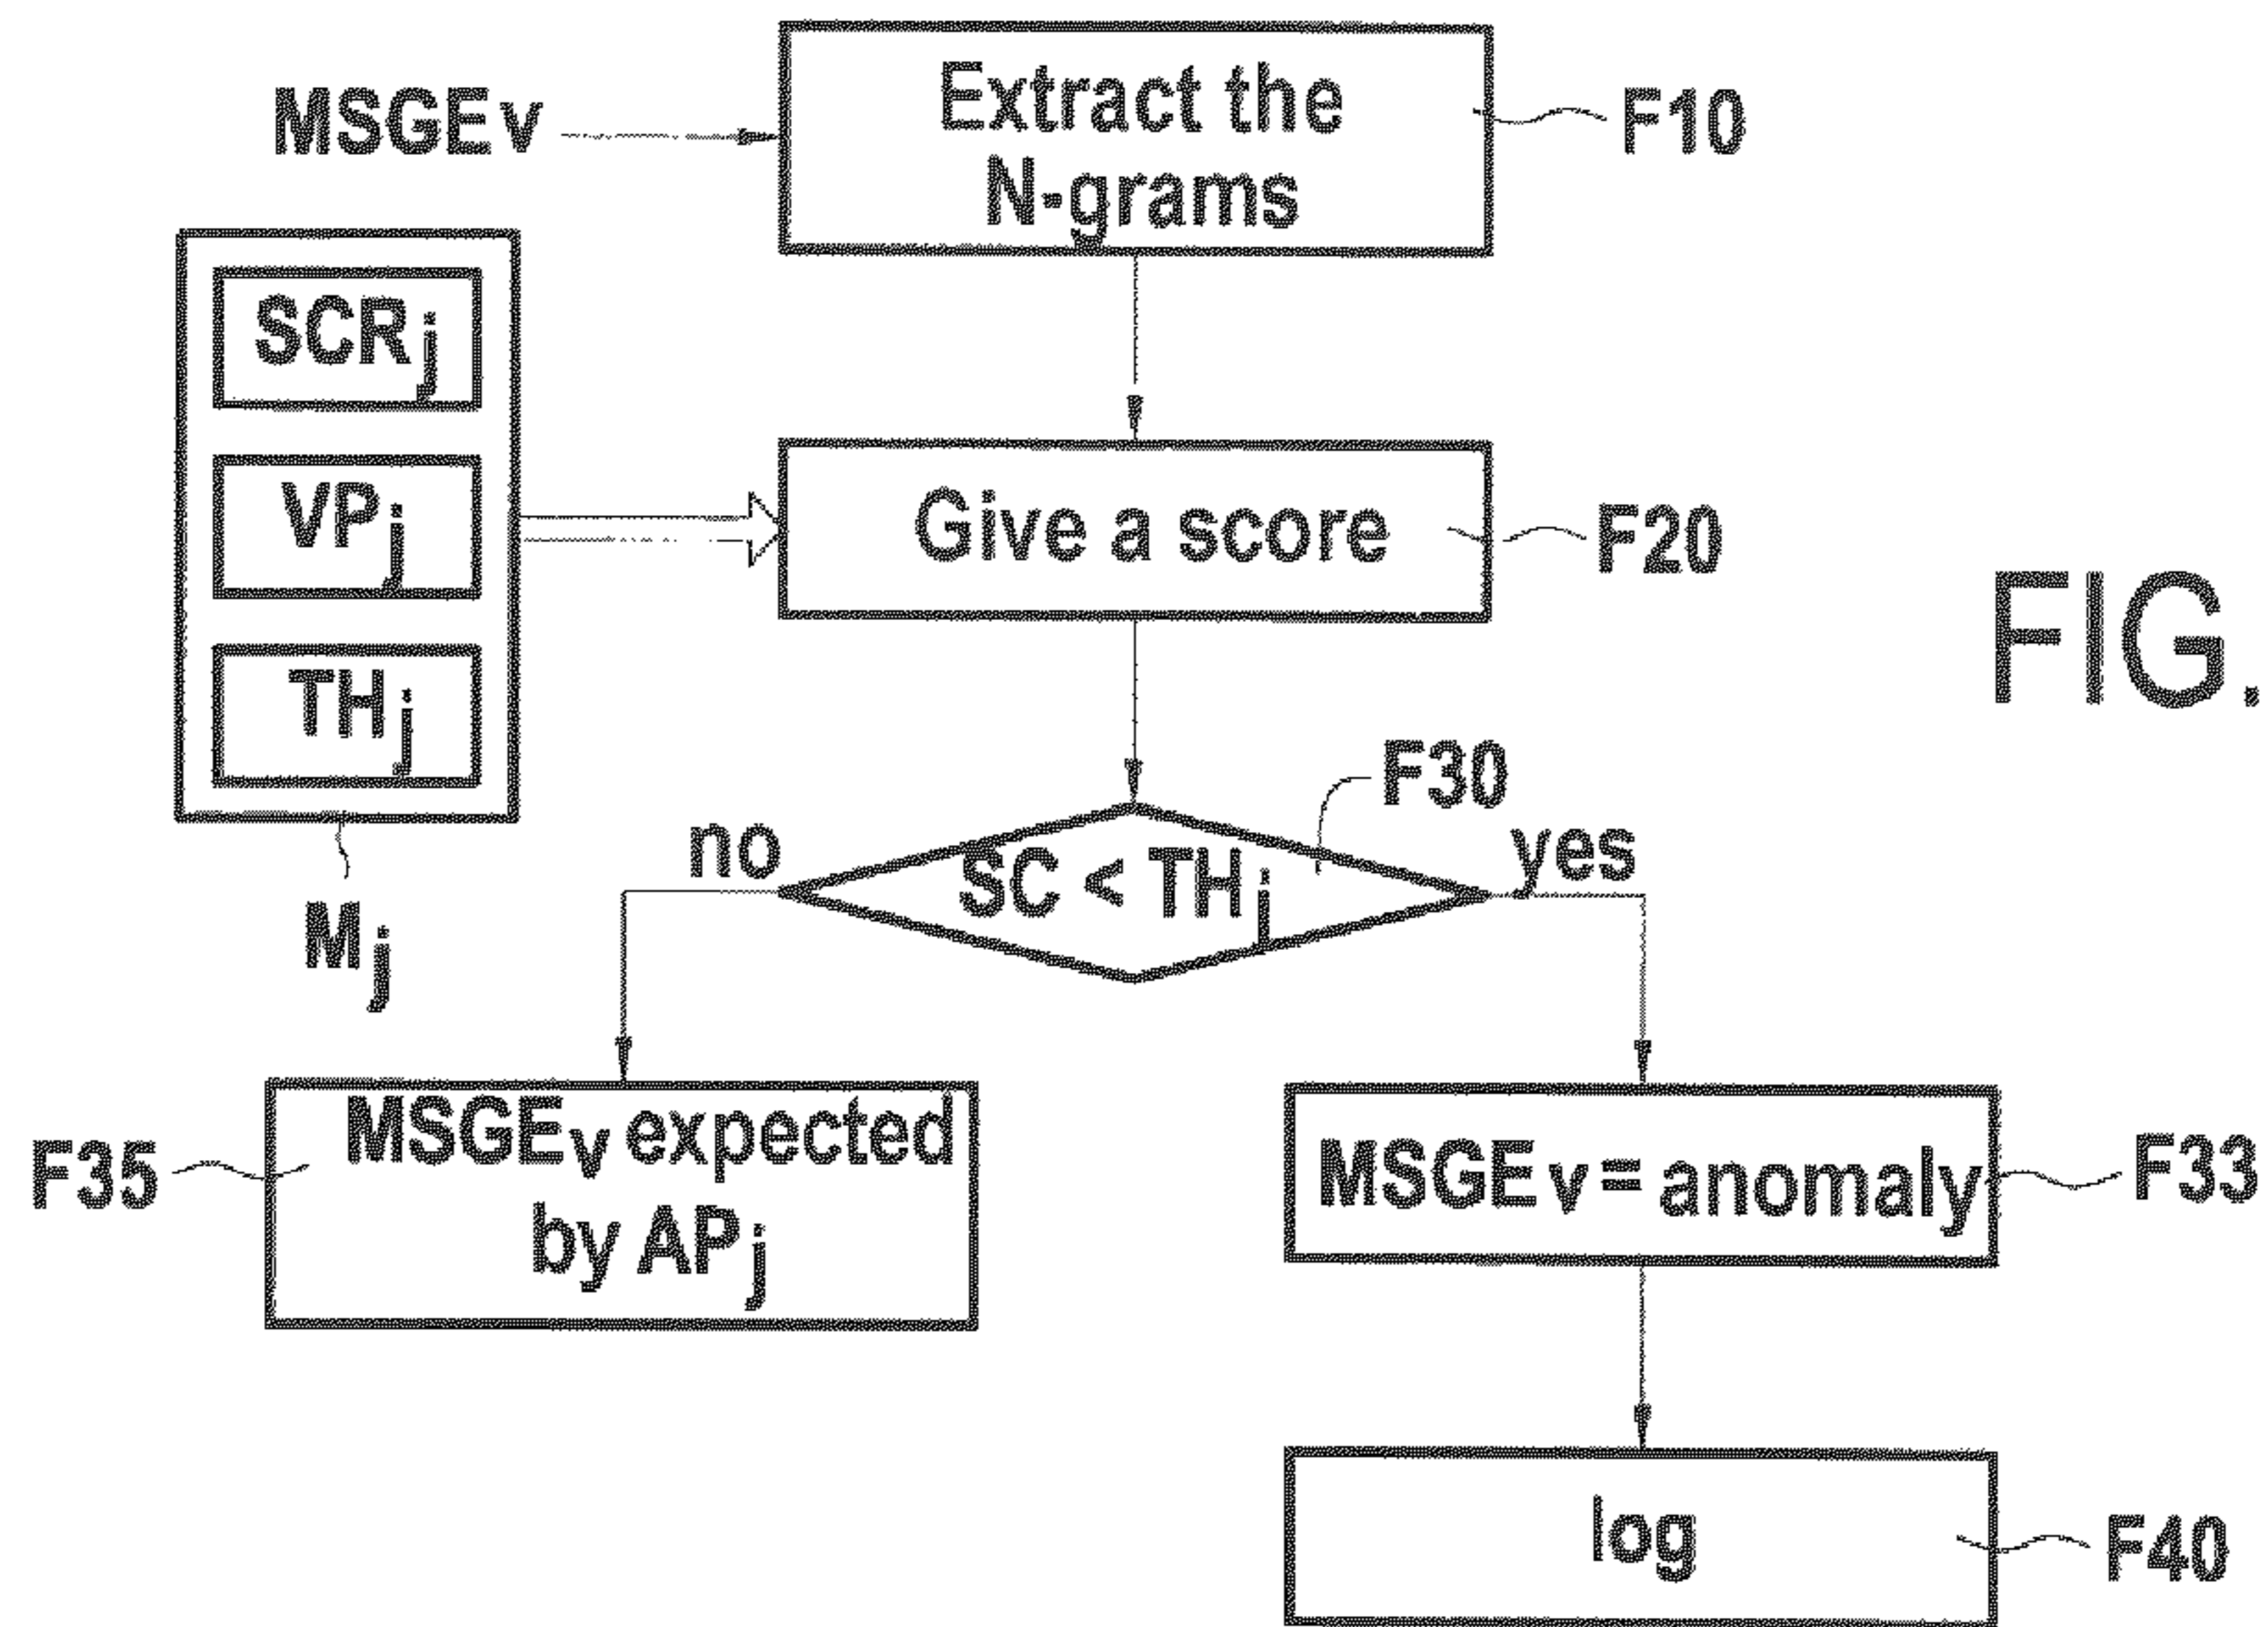 MSGEv
Extract the
N-grams
F10
SCRj
VPj
THj
Mj
Give a score
F20
FIG.
F30
no
SC < THj
yes
F35
MSGEv expected
by APj
MSGEv = anomaly
F33
log
F40